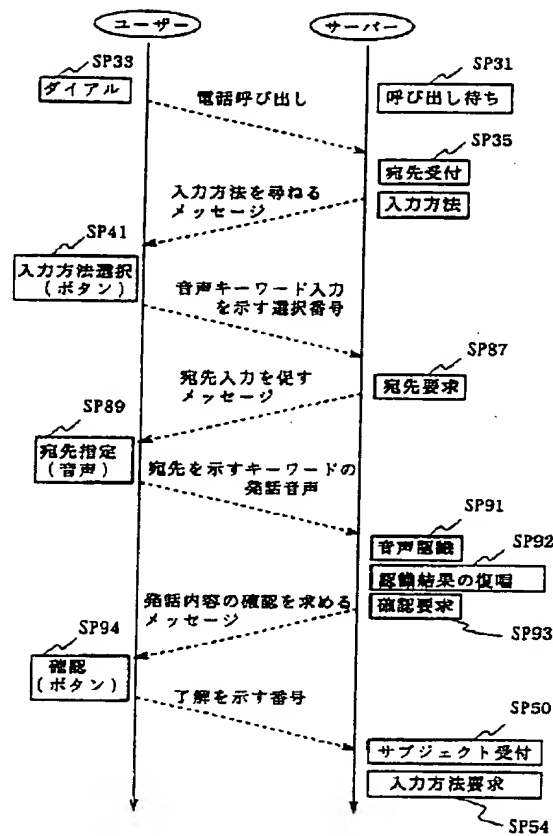 ユーザー
サーバー
SP33
ダイアル
電話呼び出し
SP31
呼び出し待ち
SP35
宛先受付
入力方法を尋ねる
メッセージ
入力方法
SP41
入力方法選択
(ボタン)
音声キーワード入力
を示す選択番号
SP87
宛先入力を促す
メッセージ
宛先要求
SP89
宛先指定
(音声)
宛先を示すキーワードの
発話音声
SP91
音声認識
SP92
認識結果の復唱
発話内容の確認を求める
メッセージ
確認要求
SP93
SP94
確認
(ボタン)
了解を示す番号
SP50
サブジェクト受付
入力方法要求
SP54